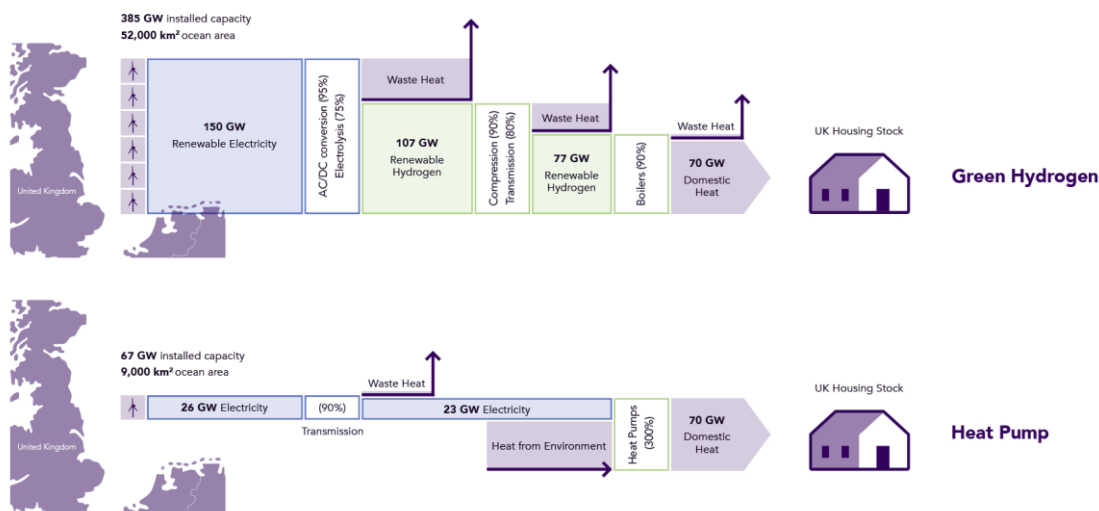 385 GW installed capacity
52,000 km² ocean area
United Kingdom
150 GW
Renewable Electricity
AC/DC conversion (95%)
Electrolysis (75%)
Waste Heat
107 GW
Renewable
Hydrogen
Compression (90%)
Transmission (80%)
Waste Heat
77 GW
Renewable
Hydrogen
Boilers (90%)
Waste Heat
70 GW
Domestic
Heat
UK Housing Stock
Green Hydrogen
67 GW installed capacity
9,000 km² ocean area
United Kingdom
26 GW Electricity
(90%)
Transmission
Waste Heat
23 GW Electricity
Heat from Environment
Heat Pumps
(300%)
70 GW
Domestic
Heat
UK Housing Stock
Heat Pump